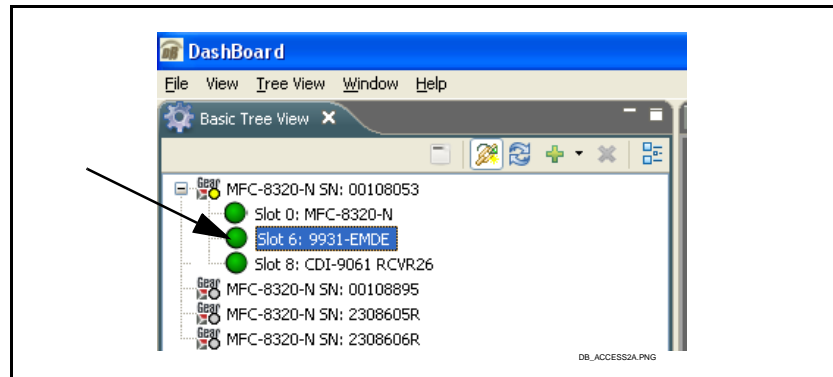 DashBoard
File View Tree View Window Help
Basic Tree View
MFC-8320-N SN: 00108053
Slot 0: MFC-8320-N
Slot 6: 9931-EMDE
Slot 8: CDI-9061 RCVR26
MFC-8320-N SN: 00108895
MFC-8320-N SN: 2308605R
MFC-8320-N SN: 2308606R
DB_ACCESS2A.PNG